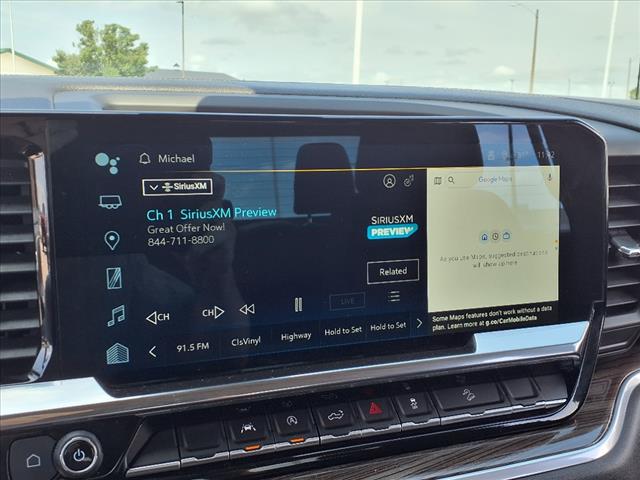 Michael
SiriusXM
Ch 1 SiriusXM Preview
Great Offer Now!
844-711-8800
SIRIUSXM
PREVIEW
Related
CH
CH
LIVE
91.5 FM
ClsVinyl
Highway
Hold to Set
Hold to Set
Google Maps
As you use Maps, suggested destinations
will show up here
Some Maps features don't work without a data
plan. Learn more at g.co/CarMobileData